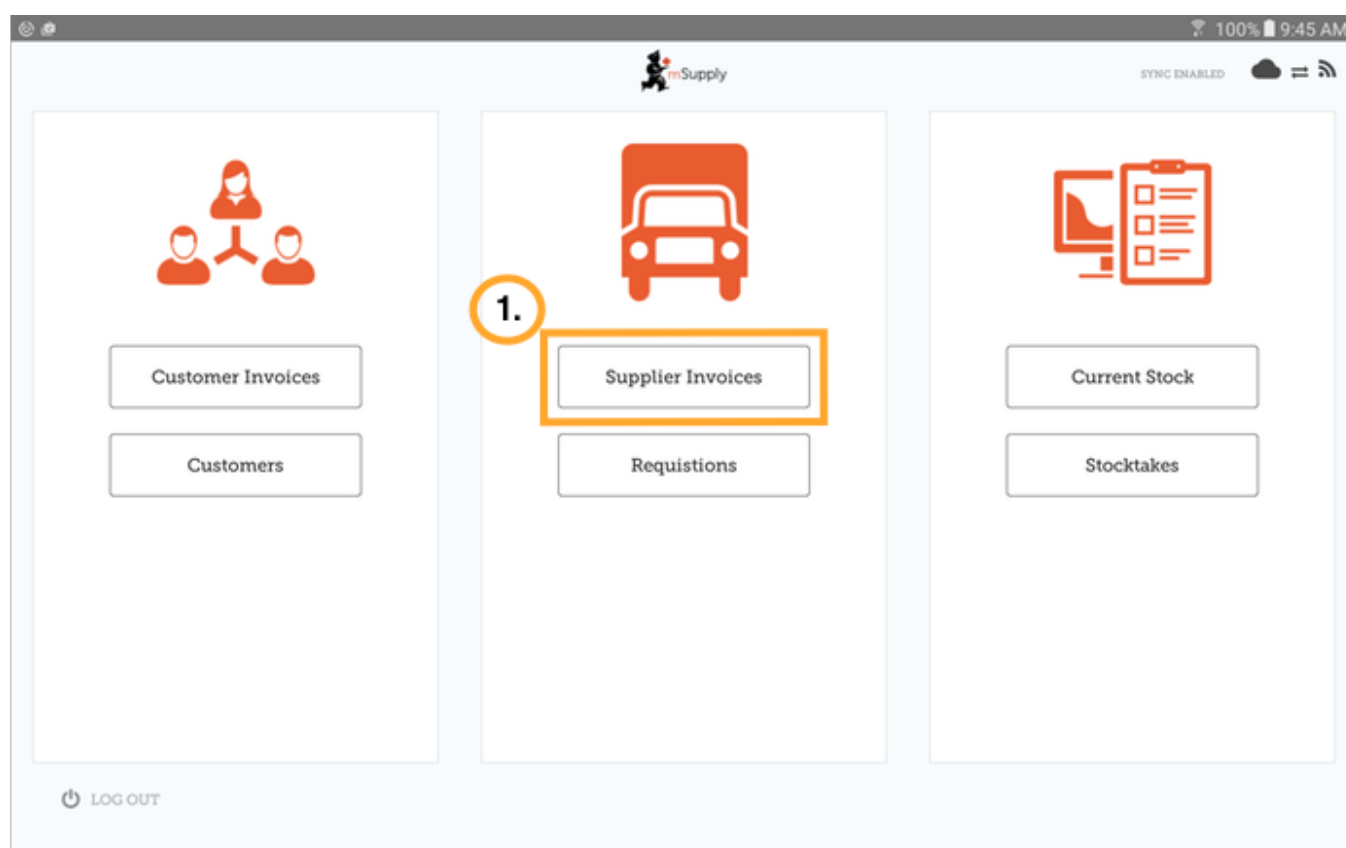 100% 9:45 AM
mSupply
SYNC ENABLED
1.
Customer Invoices
Supplier Invoices
Current Stock
Customers
Requistions
Stocktakes
LOG OUT